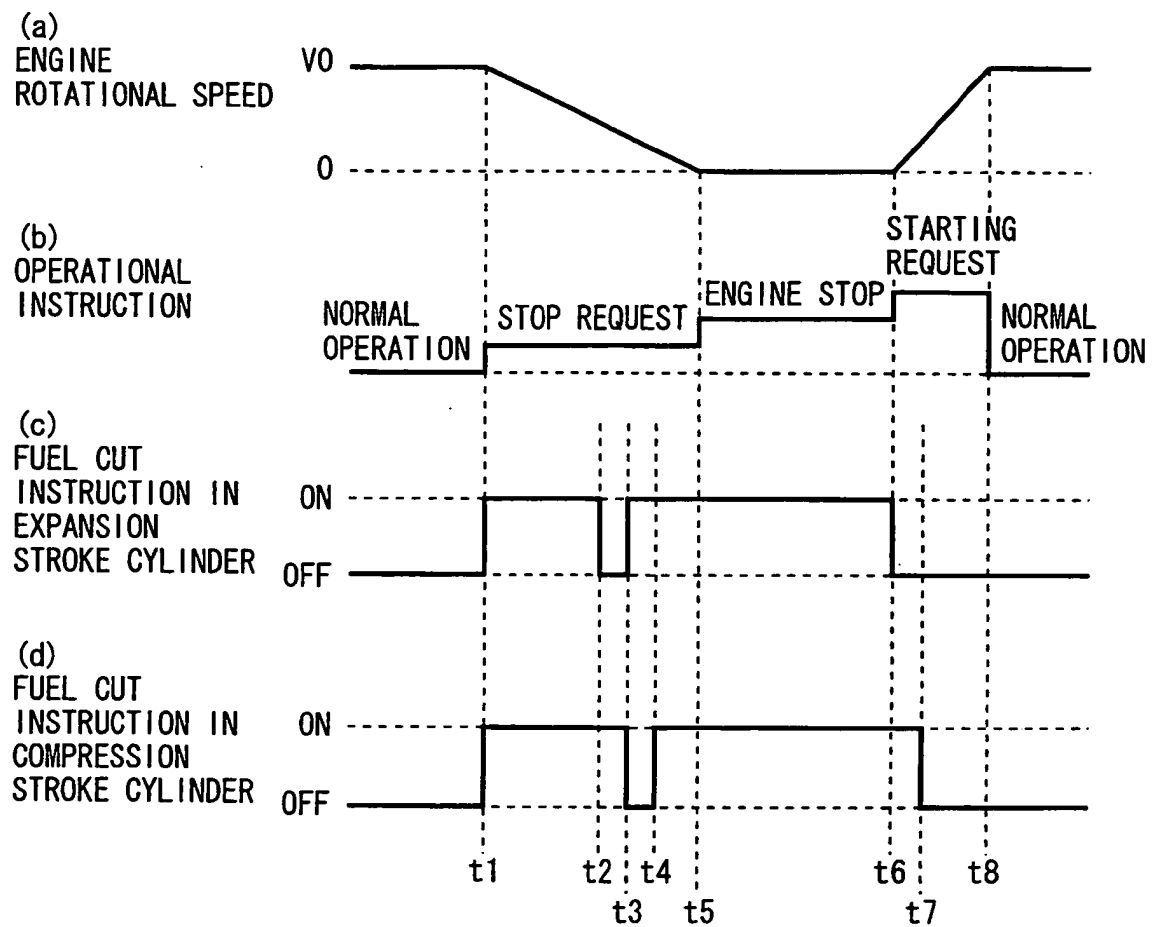 (a)
ENGINE
ROTATIONAL SPEED
V0
0
(b)
OPERATIONAL
INSTRUCTION
NORMAL
OPERATION
STOP REQUEST
ENGINE STOP
STARTING
REQUEST
NORMAL
OPERATION
(c)
FUEL CUT
INSTRUCTION IN
EXPANSION
STROKE CYLINDER
ON
OFF
(d)
FUEL CUT
INSTRUCTION IN
COMPRESSION
STROKE CYLINDER
ON
OFF
t1 t2 t4 t6 t8
t3 t5 t7